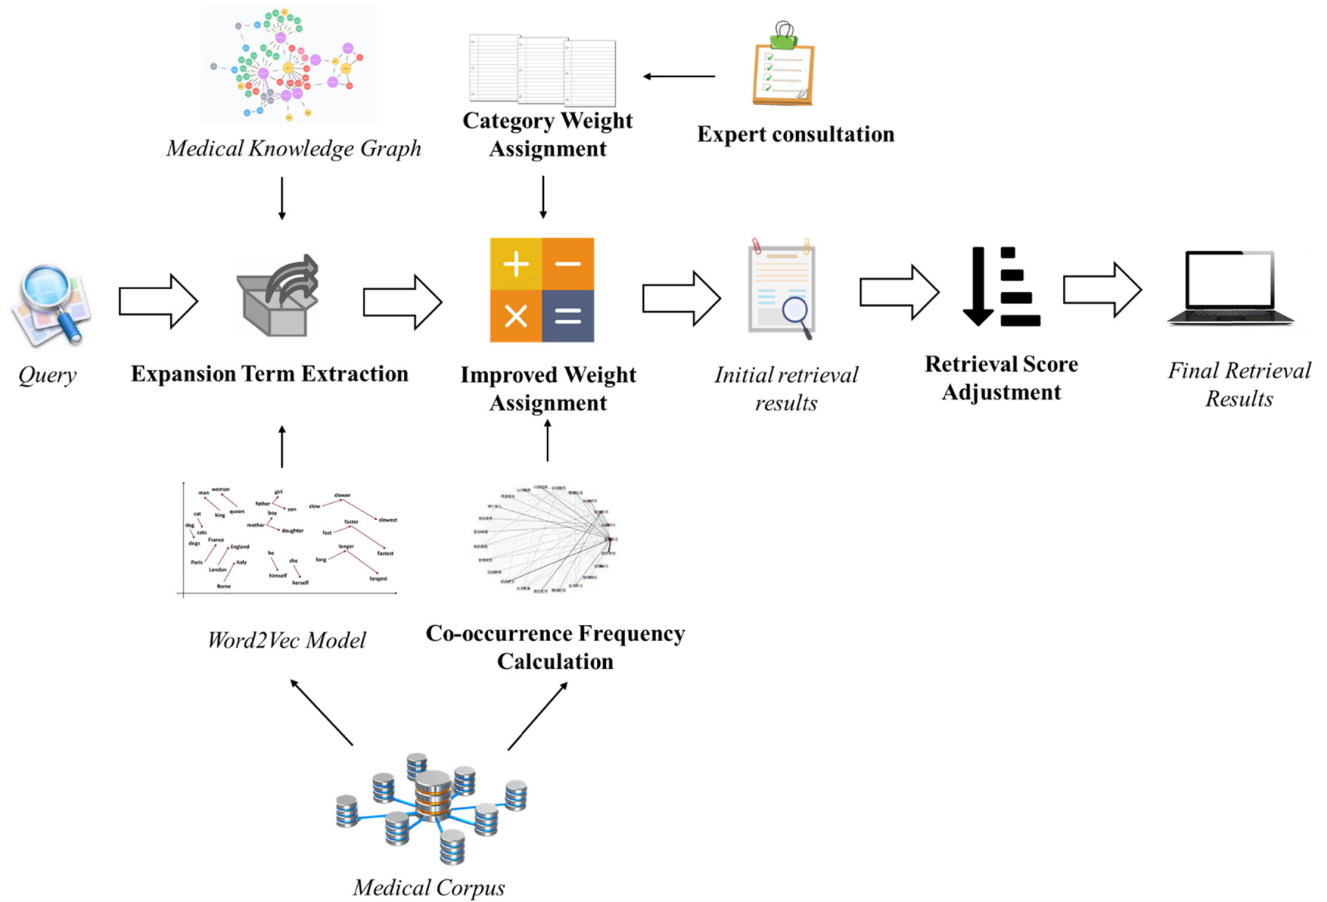 Medical Knowledge Graph
Category Weight
Assignment
Expert consultation
+ −
× =
Query
Expansion Term Extraction
Improved Weight
Assignment
Initial retrieval
results
Retrieval Score
Adjustment
Final Retrieval
Results
man
woman
king
queen
cat
dog
cats
dogs
France
England
Paris
Italy
London
Rome
girl
father
son
boy
mather
daughter
he
she
himself
herself
slow
slower
slowest
fast
faster
fastest
long
longer
longest
Word2Vec Model
Co-occurrence Frequency
Calculation
Medical Corpus